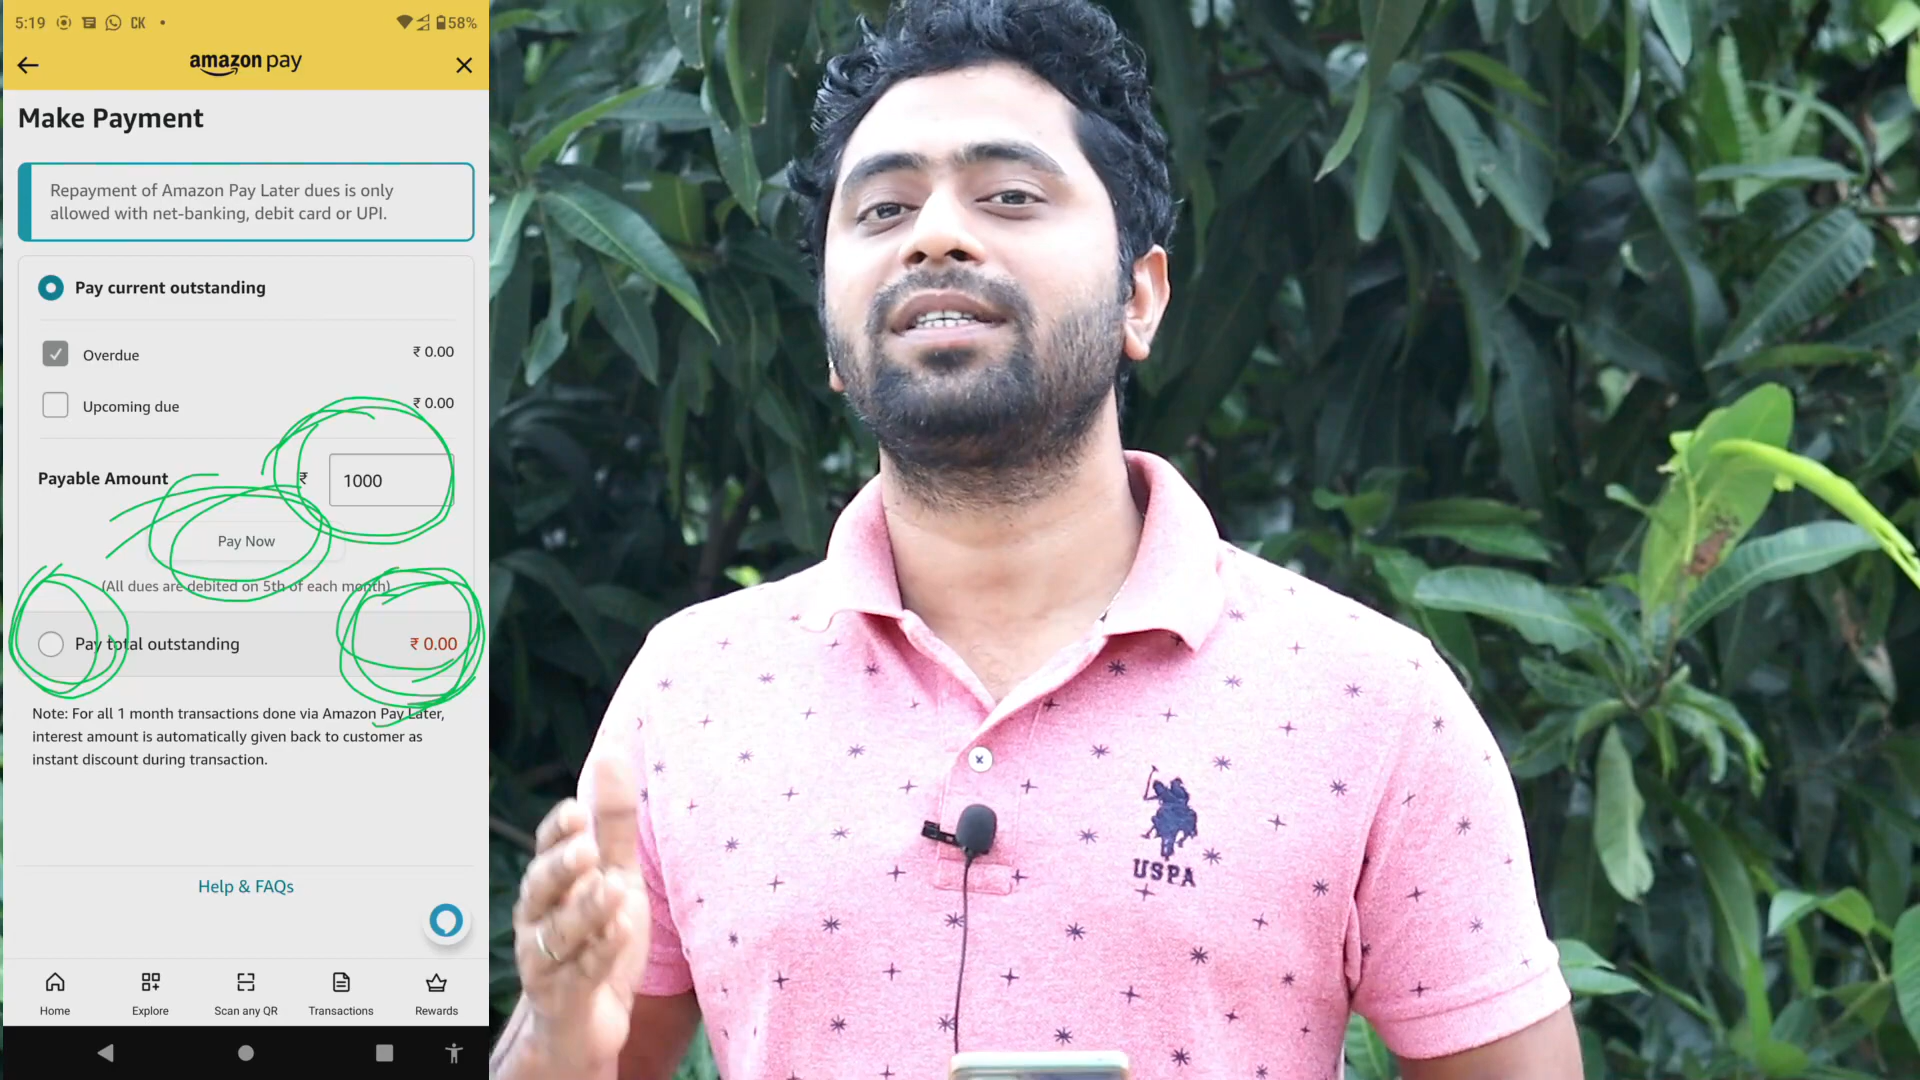 5:19 CK 58%
amazon pay
Make Payment
Repayment of Amazon Pay Later dues is only
allowed with net-banking, debit card or UPI.
Pay current outstanding
Overdue ₹ 0.00
Upcoming due ₹ 0.00
Payable Amount ₹ 1000
Pay Now
(All dues are debited on 5th of each month)
Pay total outstanding ₹ 0.00
Note: For all 1 month transactions done via Amazon Pay Later,
interest amount is automatically given back to customer as
instant discount during transaction.
Help & FAQs
Home Explore Scan any QR Transactions Rewards
USPA